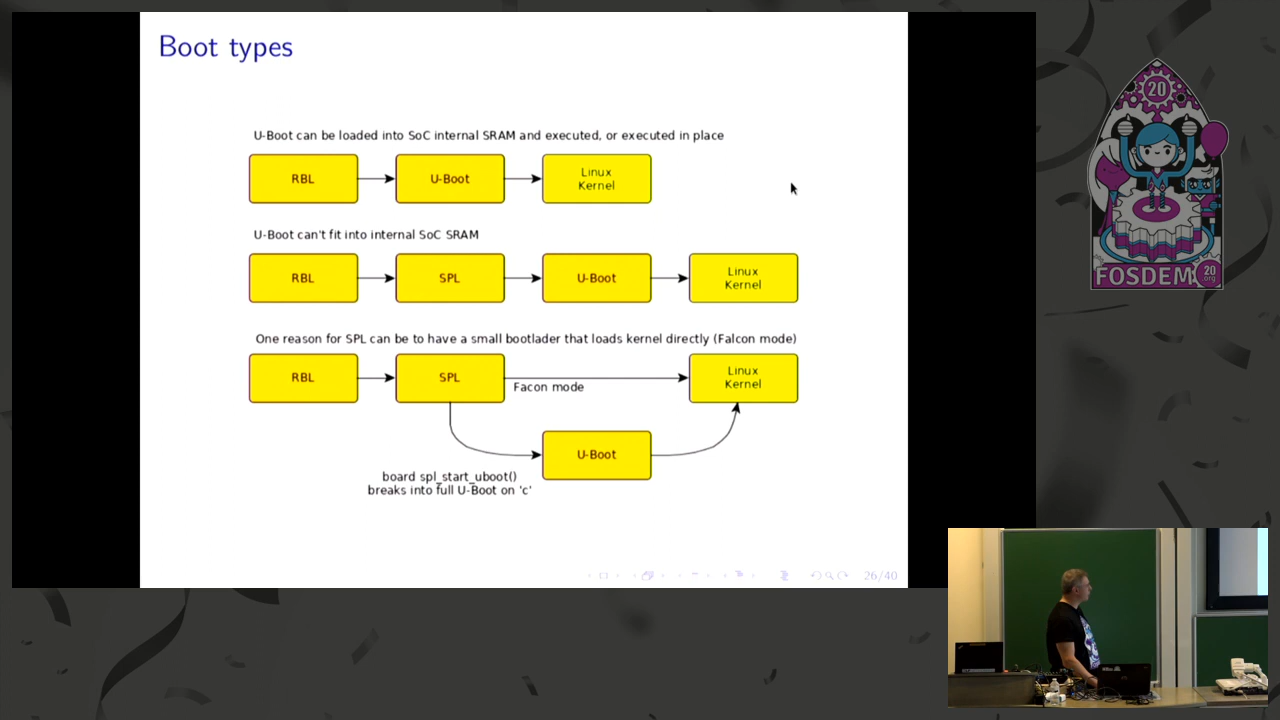 Boot types
U-Boot can be loaded into SoC internal SRAM and executed, or executed in place
RBL
U-Boot
Linux
Kernel
U-Boot can't fit into internal SoC SRAM
RBL
SPL
U-Boot
Linux
Kernel
One reason for SPL can be to have a small bootlader that loads kernel directly (Falcon mode)
RBL
SPL
Facon mode
Linux
Kernel
U-Boot
board spl_start_uboot()
breaks into full U-Boot on 'c'
26/40
20
FOSDEM 20
.org